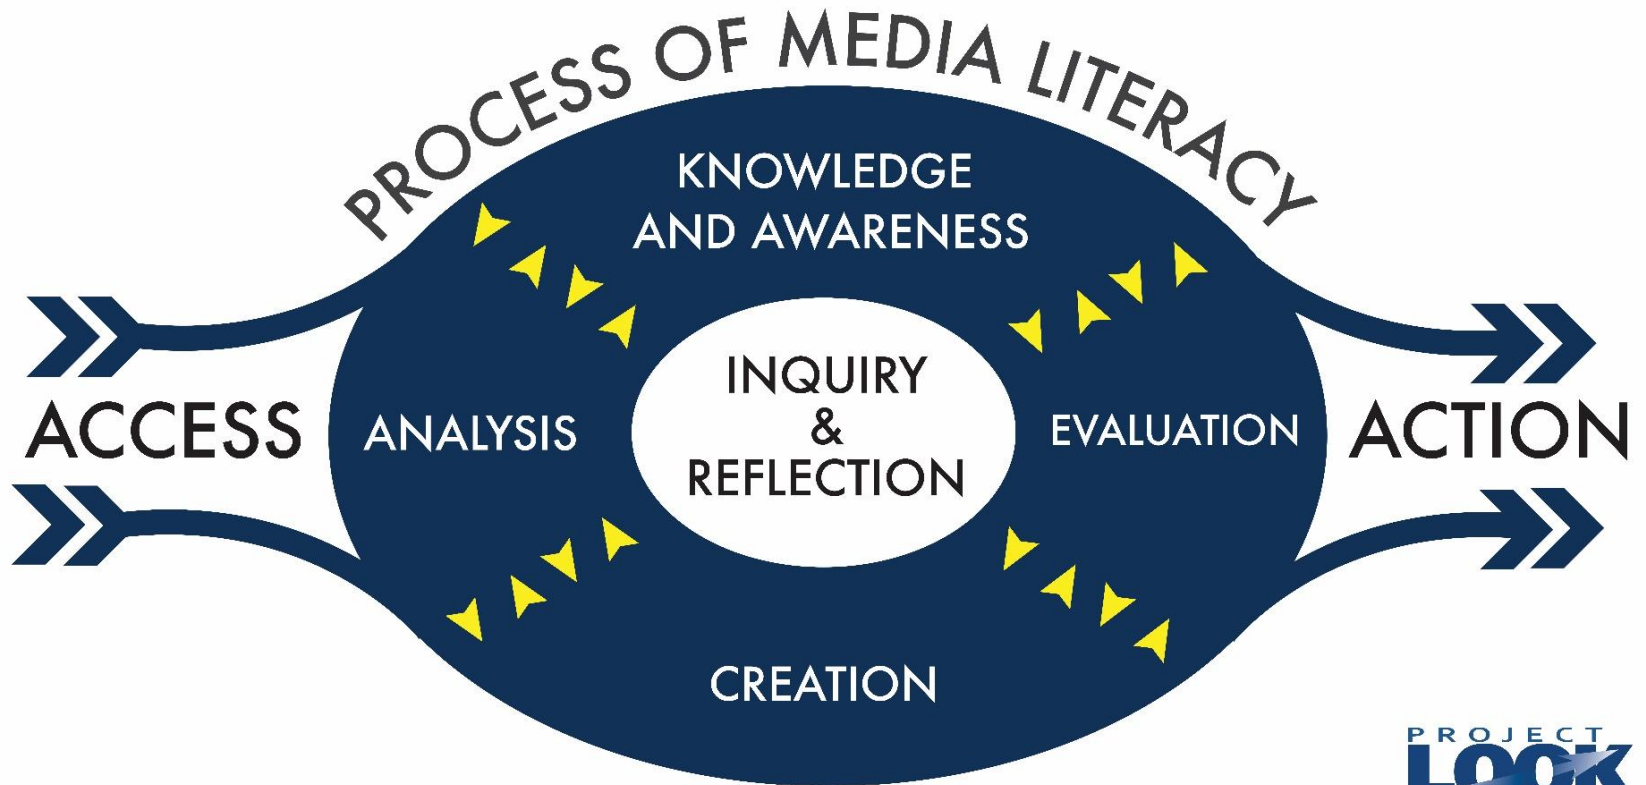 PROCESS OF MEDIA LITERACY
KNOWLEDGE
AND AWARENESS
ACCESS
ANALYSIS
INQUIRY
&
REFLECTION
EVALUATION
ACTION
CREATION
PROJECT
LOOK